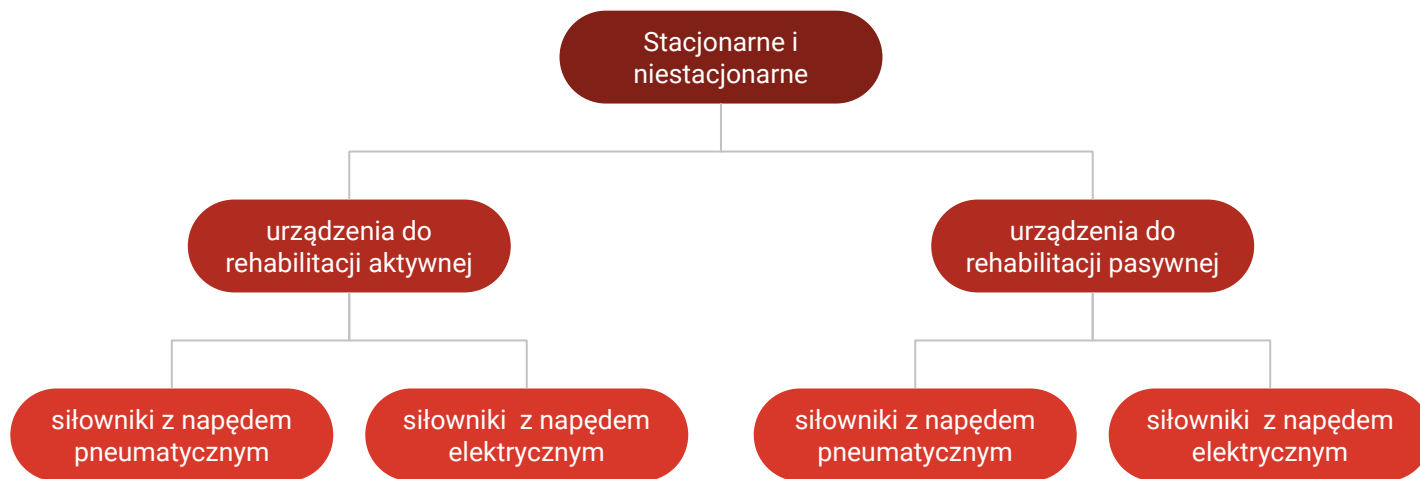 Stacjonarne i
niestacjonarne
urządzenia do
rehabilitacji aktywnej
urządzenia do
rehabilitacji pasywnej
siłowniki z napędem
pneumatycznym
siłowniki  z napędem
elektrycznym
siłowniki z napędem
pneumatycznym
siłowniki  z napędem
elektrycznym